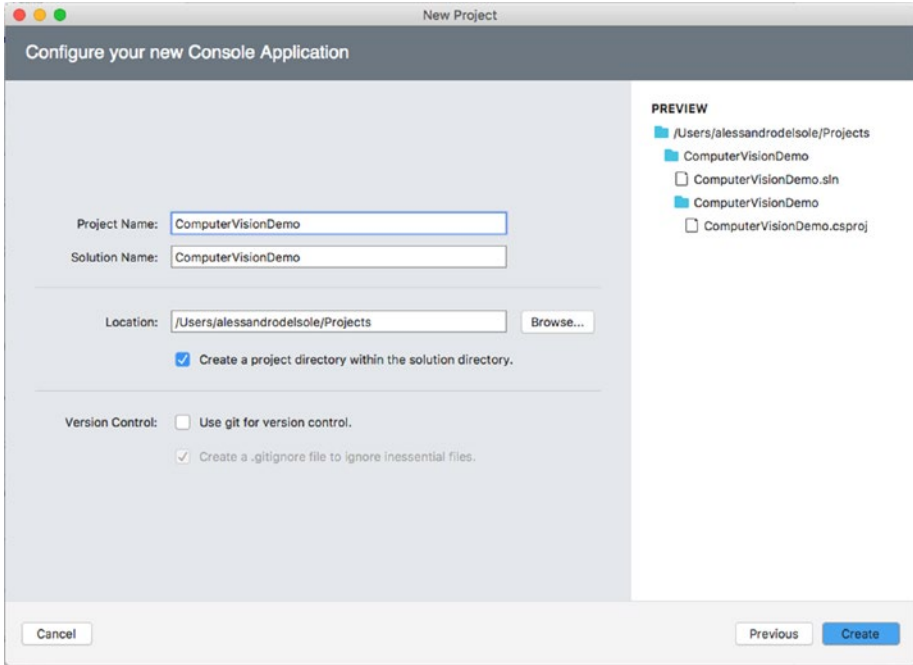 New Project
Configure your new Console Application
Project Name: ComputerVisionDemo
Solution Name: ComputerVisionDemo
Location: /Users/alessandrodelsole/Projects Browse...
Create a project directory within the solution directory.
Version Control: Use git for version control.
Create a .gitignore file to ignore inessential files.
PREVIEW
/Users/alessandrodelsole/Projects
ComputerVisionDemo
ComputerVisionDemo.sln
ComputerVisionDemo
ComputerVisionDemo.csproj
Cancel Previous Create